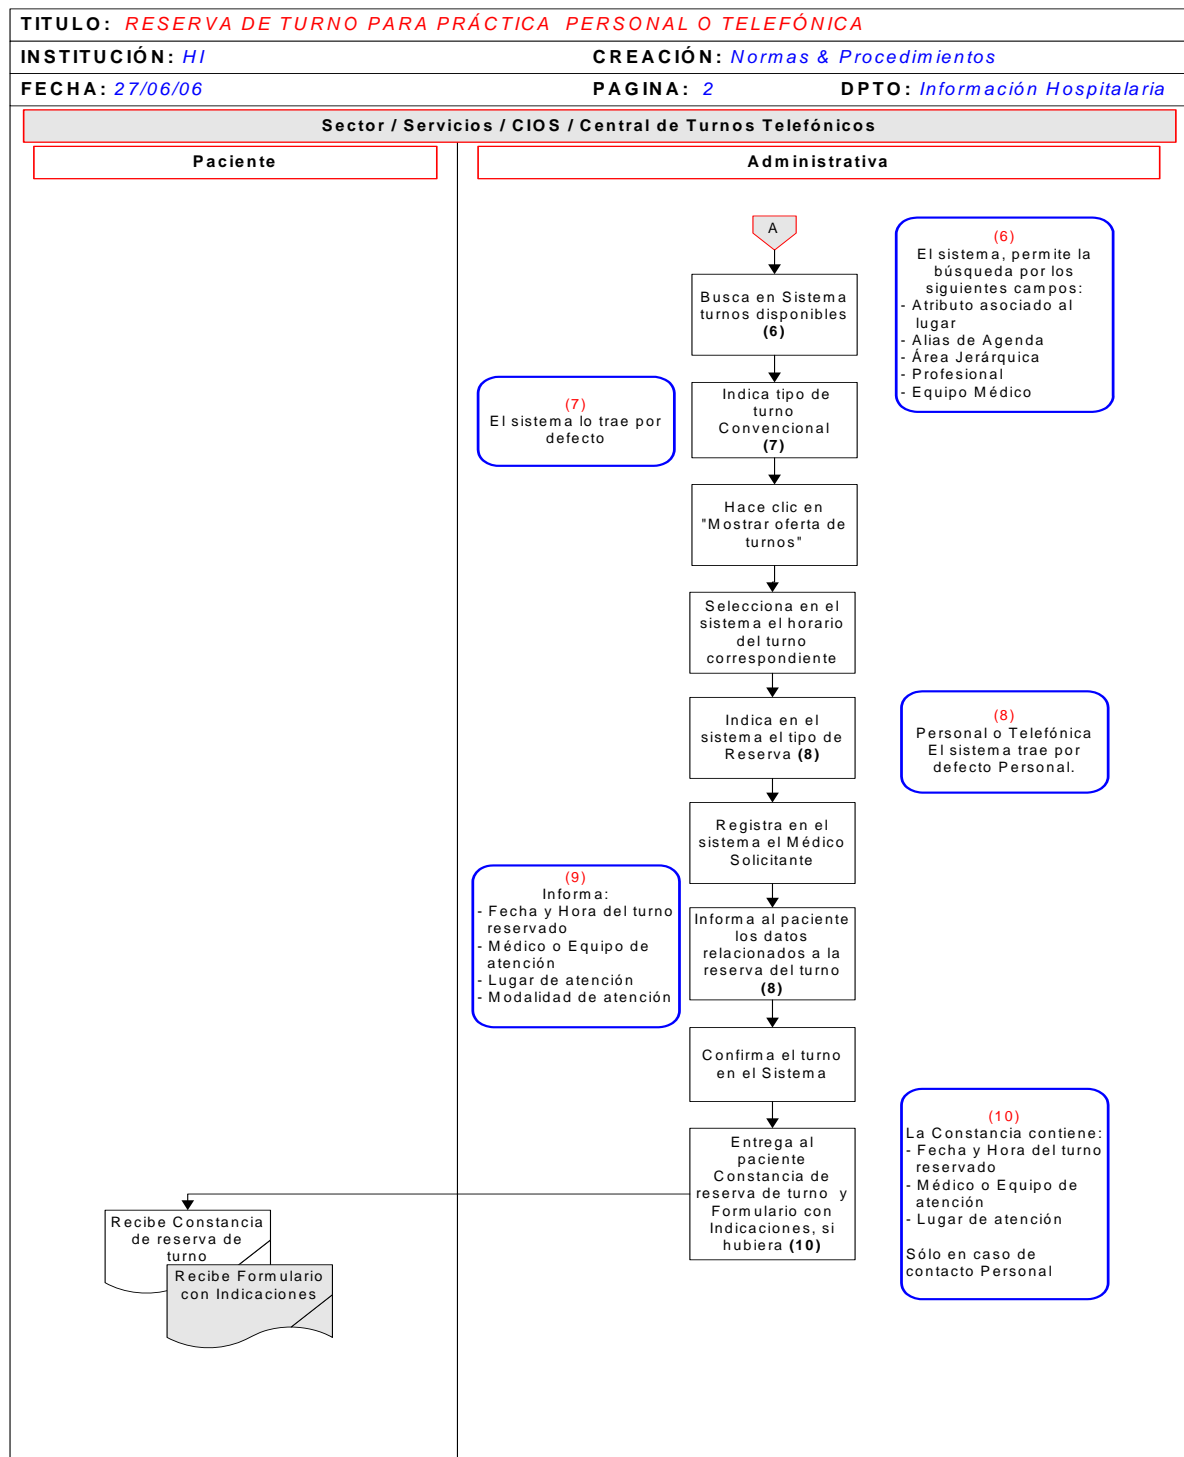 TITULO: RESERVA DE TURNO PARA PRÁCTICA PERSONAL O TELEFÓNICA
INSTITUCIÓN: HI
CREACIÓN: Normas & Procedimientos
FECHA: 27/06/06
PAGINA: 2
DPTO: Información Hospitalaria
Sector / Servicios / CIOS / Central de Turnos Telefónicos
Paciente
Administrativa
A
Busca en Sistema
turnos disponibles
(6)
(6)
El sistema, permite la
búsqueda por los
siguientes campos:
- Atributo asociado al
lugar
- Alias de Agenda
- Área Jerárquica
- Profesional
- Equipo Médico
(7)
El sistema lo trae por
defecto
Indica tipo de
turno
Convencional
(7)
Hace clic en
"Mostrar oferta de
turnos"
Selecciona en el
sistema el horario
del turno
correspondiente
Indica en el
sistema el tipo de
Reserva (8)
(8)
Personal o Telefónica
El sistema trae por
defecto Personal.
Registra en el
sistema el Médico
Solicitante
(9)
Informa:
- Fecha y Hora del turno
reservado
- Médico o Equipo de
atención
- Lugar de atención
- Modalidad de atención
Informa al paciente
los datos
relacionados a la
reserva del turno
(8)
Confirma el turno
en el Sistema
Entrega al
paciente
Constancia de
reserva de turno y
Formulario con
Indicaciones, si
hubiera (10)
(10)
La Constancia contiene:
- Fecha y Hora del turno
reservado
- Médico o Equipo de
atención
- Lugar de atención
Sólo en caso de
contacto Personal
Recibe Constancia
de reserva de
turno
Recibe Formulario
con Indicaciones